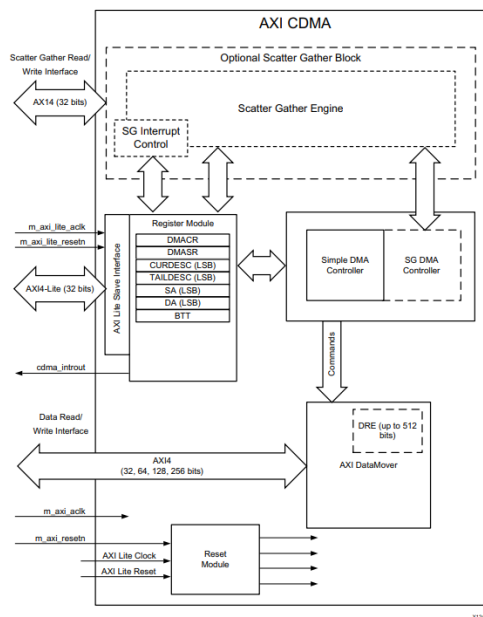 AXI CDMA
Optional Scatter Gather Block
Scatter Gather Read/
Write Interface
AX14 (32 bits)
Scatter Gather Engine
SG Interrupt
Control
m_axi_lite_aclk
m_axi_lite_resetn
AXI4-Lite (32 bits)
cdma_introut
AXI Lite Slave Interface
Register Module
DMACR
DMASR
CURDESC (LSB)
TAILDESC (LSB)
SA (LSB)
DA (LSB)
BTT
Simple DMA
Controller
SG DMA
Controller
Commands
Data Read/
Write Interface
AXI4
(32, 64, 128, 256 bits)
DRE (up to 512
bits)
AXI DataMover
m_axi_aclk
m_axi_resetn
AXI Lite Clock
AXI Lite Reset
Reset
Module